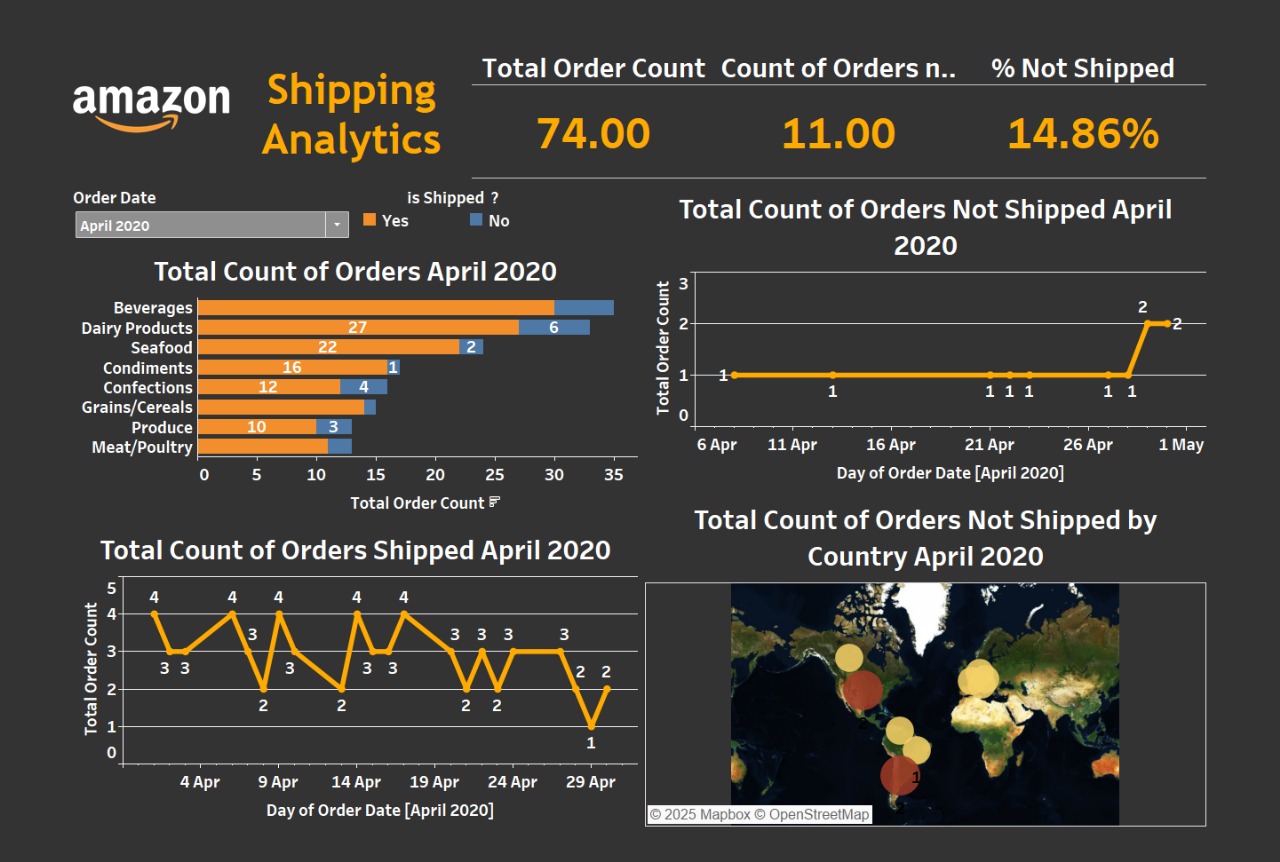 amazon
Shipping
Analytics
Total Order Count Count of Orders n.. % Not Shipped
74.00 11.00 14.86%
Order Date
April 2020
is Shipped ?
Yes No
Total Count of Orders April 2020
Beverages
Dairy Products 27 6
Seafood 22 2
Condiments 16 1
Confections 12 4
Grains/Cereals
Produce 10 3
Meat/Poultry
0 5 10 15 20 25 30 35
Total Order Count
Total Count of Orders Not Shipped April
2020
Total Order Count
3
2
1
0
1 1 1 1 1 1 1 2 2
6 Apr 11 Apr 16 Apr 21 Apr 26 Apr 1 May
Day of Order Date [April 2020]
Total Count of Orders Shipped April 2020
Total Order Count
5
4
3
2
1
0
4 3 3 4 3 2 4 3 2 4 3 3 4 3 2 3 2 3 3 2 1 2
4 Apr 9 Apr 14 Apr 19 Apr 24 Apr 29 Apr
Day of Order Date [April 2020]
Total Count of Orders Not Shipped by
Country April 2020
1
© 2025 Mapbox © OpenStreetMap